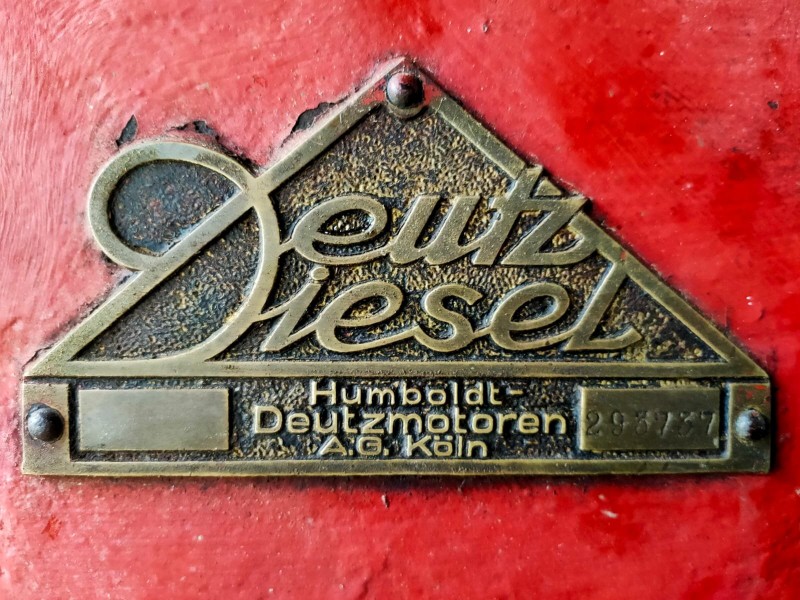 Deutz
Diesel
Humboldt-
Deutzmotoren
A.G. Köln
293737